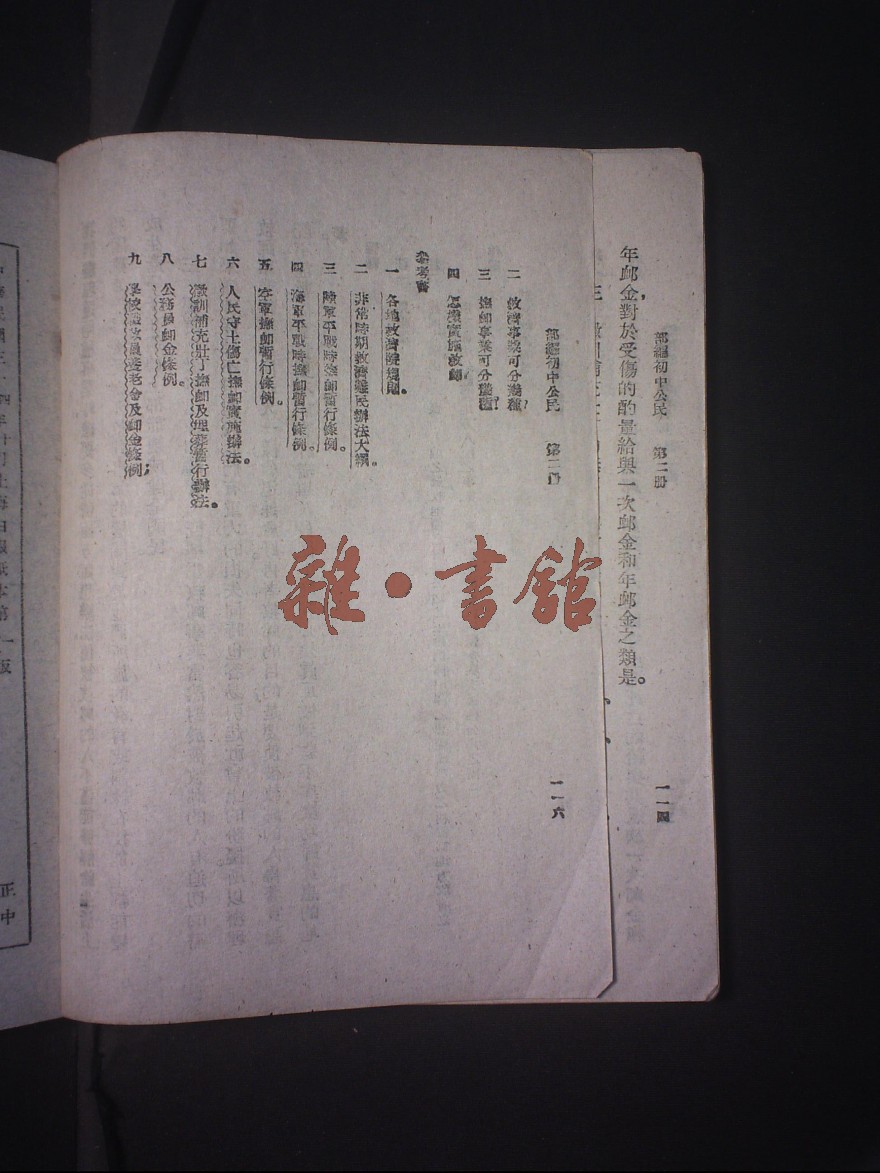 部編初中公民　第二册
一一四
年卹金，對於受傷的酌量給與一次卹金和年卹金之類是。
部編初中公民　第二册
一一六
二　救濟事業可分幾種？
三　撫卹事業可分幾種？
四　怎樣實施救卹？
參考書
一　各地救濟院規則。
二　非常時期救濟難民辦法大綱。
三　陸軍平戰時撫卹暫行條例。
四　海軍平戰時撫卹暫行條例。
五　空軍撫卹暫行條例。
六　人民守土傷亡撫卹實施辦法。
七　徵訓補充壯丁撫卹及埋葬暫行辦法。
八　公務員卹金條例。
九　學校教職員養老金及卹金條例；
正中
雜·書館